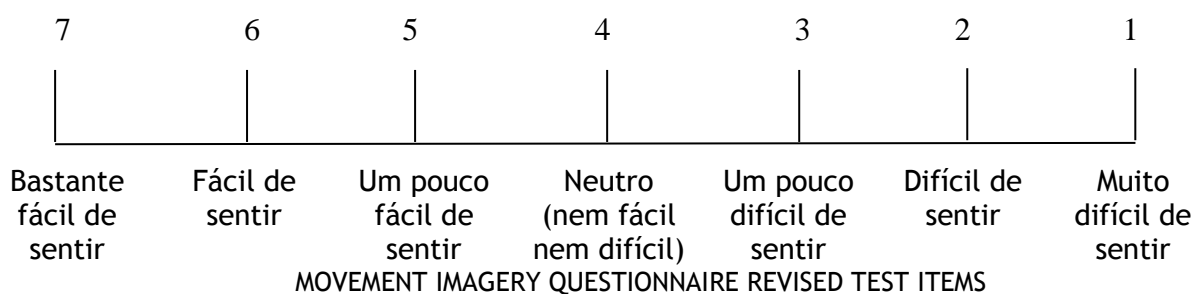 7 6 5 4 3 2 1
Bastante fácil de sentir
Fácil de sentir
Um pouco fácil de sentir
Neutro (nem fácil nem difícil)
Um pouco difícil de sentir
Difícil de sentir
Muito difícil de sentir
MOVEMENT IMAGERY QUESTIONNAIRE REVISED TEST ITEMS